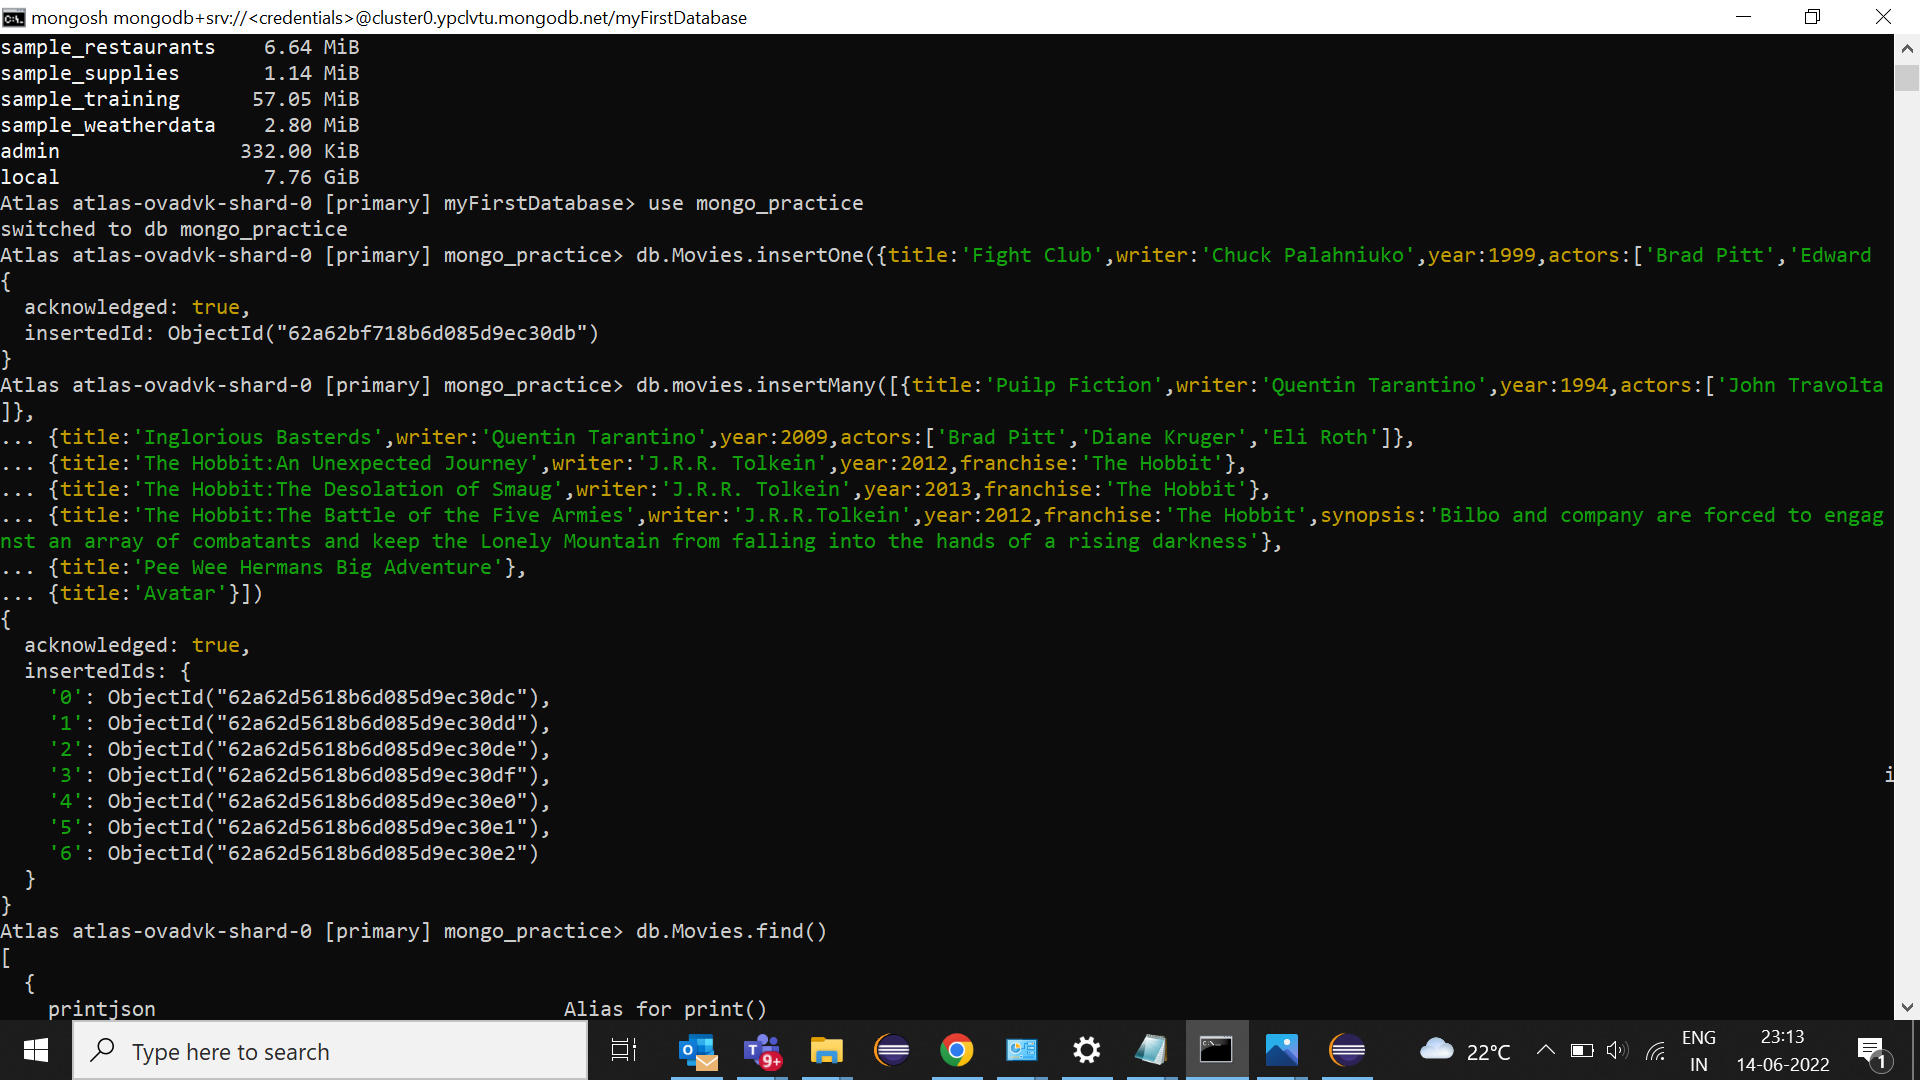 mongosh mongodb+srv://<credentials>@cluster0.ypclvtu.mongodb.net/myFirstDatabase
sample_restaurants    6.64 MiB
sample_supplies       1.14 MiB
sample_training      57.05 MiB
sample_weatherdata    2.80 MiB
admin               332.00 KiB
local                 7.76 GiB
Atlas atlas-ovadvk-shard-0 [primary] myFirstDatabase> use mongo_practice
switched to db mongo_practice
Atlas atlas-ovadvk-shard-0 [primary] mongo_practice> db.Movies.insertOne({title:'Fight Club',writer:'Chuck Palahniuko',year:1999,actors:['Brad Pitt','Edward
{
  acknowledged: true,
  insertedId: ObjectId("62a62bf718b6d085d9ec30db")
}
Atlas atlas-ovadvk-shard-0 [primary] mongo_practice> db.movies.insertMany([{title:'Puilp Fiction',writer:'Quentin Tarantino',year:1994,actors:['John Travolta
]},
... {title:'Inglorious Basterds',writer:'Quentin Tarantino',year:2009,actors:['Brad Pitt','Diane Kruger','Eli Roth']},
... {title:'The Hobbit:An Unexpected Journey',writer:'J.R.R. Tolkein',year:2012,franchise:'The Hobbit'},
... {title:'The Hobbit:The Desolation of Smaug',writer:'J.R.R. Tolkein',year:2013,franchise:'The Hobbit'},
... {title:'The Hobbit:The Battle of the Five Armies',writer:'J.R.R.Tolkein',year:2012,franchise:'The Hobbit',synopsis:'Bilbo and company are forced to engag
nst an array of combatants and keep the Lonely Mountain from falling into the hands of a rising darkness'},
... {title:'Pee Wee Hermans Big Adventure'},
... {title:'Avatar'}])
{
  acknowledged: true,
  insertedIds: {
    '0': ObjectId("62a62d5618b6d085d9ec30dc"),
    '1': ObjectId("62a62d5618b6d085d9ec30dd"),
    '2': ObjectId("62a62d5618b6d085d9ec30de"),
    '3': ObjectId("62a62d5618b6d085d9ec30df"),
    '4': ObjectId("62a62d5618b6d085d9ec30e0"),
    '5': ObjectId("62a62d5618b6d085d9ec30e1"),
    '6': ObjectId("62a62d5618b6d085d9ec30e2")
  }
}
i
Atlas atlas-ovadvk-shard-0 [primary] mongo_practice> db.Movies.find()
[
  {
    printjson                                  Alias for print()
Type here to search
9+
22°C
ENG
IN
23:13
14-06-2022
1